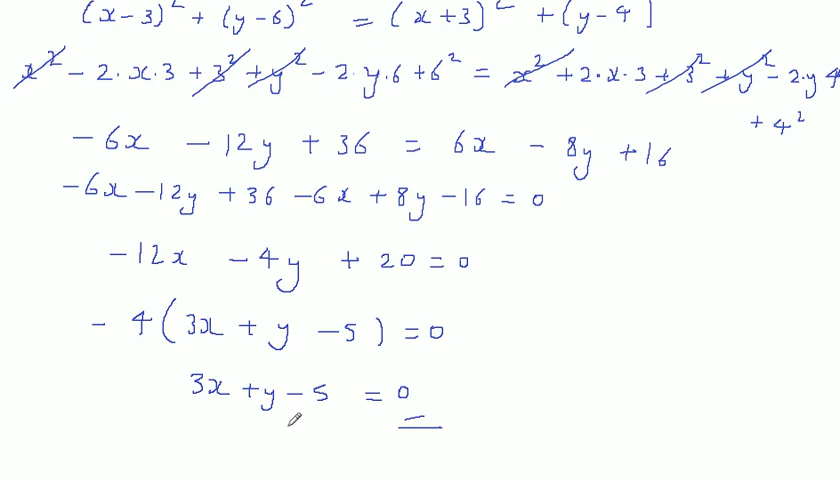 (x-3)² + (y-6)² = (x+3)² + (y-4]
x² - 2·x·3 + 3² + y² - 2·y·6 + 6² = x² + 2·x·3 + 3² + y² - 2·y 4
+ 4²
-6x - 12y + 36 = 6x - 8y + 16
-6x - 12y + 36 - 6x + 8y - 16 = 0
-12x - 4y + 20 = 0
- 4(3x + y - 5) = 0
3x + y - 5 = 0